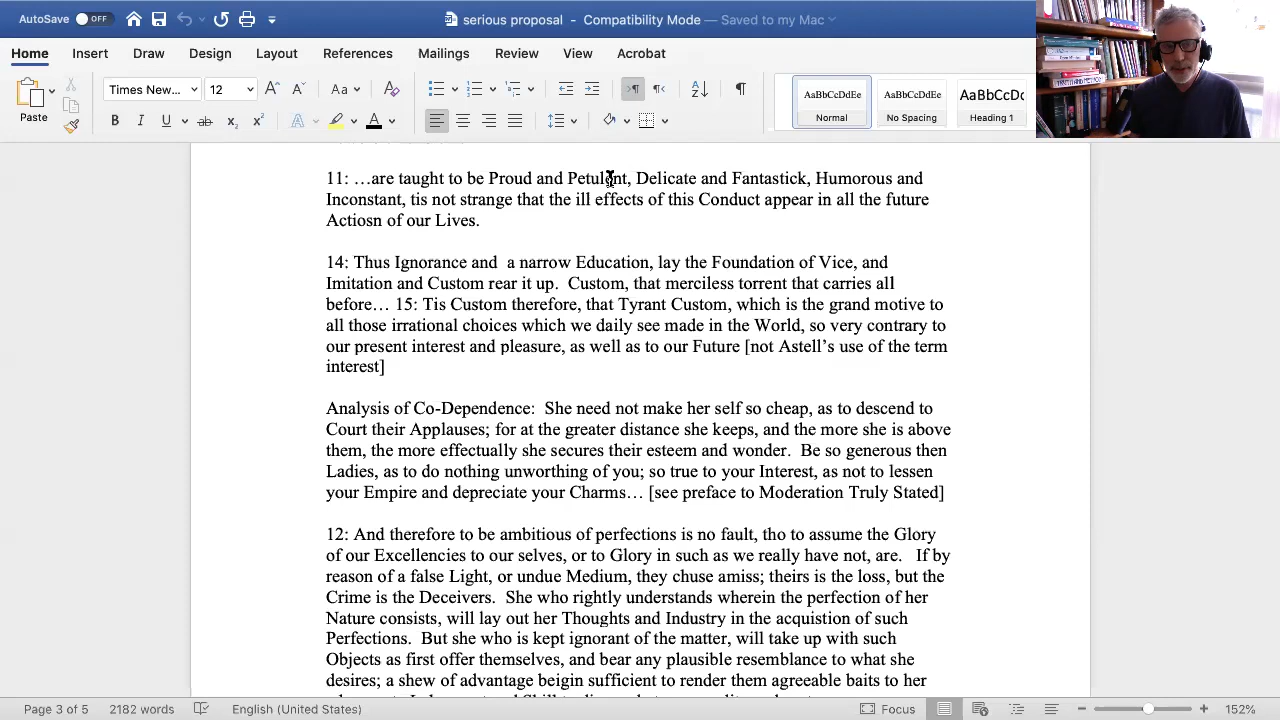 AutoSave OFF serious proposal - Compatibility Mode — Saved to my Mac
Home Insert Draw Design Layout References Mailings Review View Acrobat
Paste Times New... 12 AaBbCcDdEe Normal AaBbCcDdEe No Spacing AaBbCcDc Heading 1
11: …are taught to be Proud and Petulent, Delicate and Fantastick, Humorous and
Inconstant, tis not strange that the ill effects of this Conduct appear in all the future
Actiosn of our Lives.
14: Thus Ignorance and  a narrow Education, lay the Foundation of Vice, and
Imitation and Custom rear it up.  Custom, that merciless torrent that carries all
before… 15: Tis Custom therefore, that Tyrant Custom, which is the grand motive to
all those irrational choices which we daily see made in the World, so very contrary to
our present interest and pleasure, as well as to our Future [not Astell’s use of the term
interest]
Analysis of Co-Dependence:  She need not make her self so cheap, as to descend to
Court their Applauses; for at the greater distance she keeps, and the more she is above
them, the more effectually she secures their esteem and wonder.  Be so generous then
Ladies, as to do nothing unworthing of you; so true to your Interest, as not to lessen
your Empire and depreciate your Charms… [see preface to Moderation Truly Stated]
12: And therefore to be ambitious of perfections is no fault, tho to assume the Glory
of our Excellencies to our selves, or to Glory in such as we really have not, are.   If by
reason of a false Light, or undue Medium, they chuse amiss; theirs is the loss, but the
Crime is the Deceivers.  She who rightly understands wherein the perfection of her
Nature consists, will lay out her Thoughts and Industry in the acquistion of such
Perfections.  But she who is kept ignorant of the matter, will take up with such
Objects as first offer themselves, and bear any plausible resemblance to what she
desires; a shew of advantage beigin sufficient to render them agreeable baits to her
Page 3 of 5 2182 words English (United States) Focus 152%